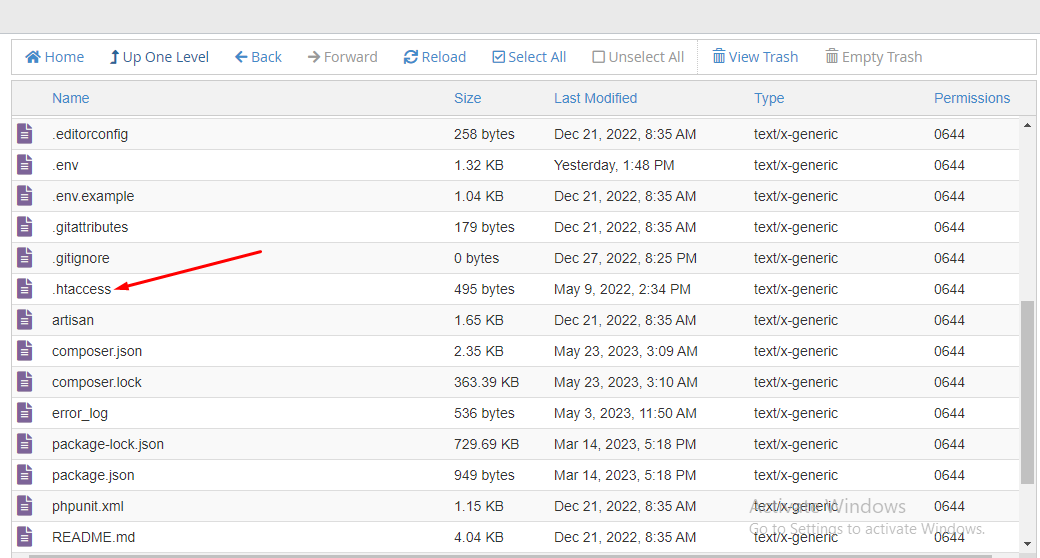 Home Up One Level Back Forward Reload Select All Unselect All View Trash Empty Trash
Name Size Last Modified Type Permissions
.editorconfig 258 bytes Dec 21, 2022, 8:35 AM text/x-generic 0644
.env 1.32 KB Yesterday, 1:48 PM text/x-generic 0644
.env.example 1.04 KB Dec 21, 2022, 8:35 AM text/x-generic 0644
.gitattributes 179 bytes Dec 21, 2022, 8:35 AM text/x-generic 0644
.gitignore 0 bytes Dec 27, 2022, 8:25 PM text/x-generic 0644
.htaccess 495 bytes May 9, 2022, 2:34 PM text/x-generic 0644
artisan 1.65 KB Dec 21, 2022, 8:35 AM text/x-generic 0644
composer.json 2.35 KB May 23, 2023, 3:09 AM text/x-generic 0644
composer.lock 363.39 KB May 23, 2023, 3:10 AM text/x-generic 0644
error_log 536 bytes May 3, 2023, 11:50 AM text/x-generic 0644
package-lock.json 729.69 KB Mar 14, 2023, 5:18 PM text/x-generic 0644
package.json 949 bytes Mar 14, 2023, 5:18 PM text/x-generic 0644
phpunit.xml 1.15 KB Dec 21, 2022, 8:35 AM text/x-generic 0644
Activate Windows
Go to Settings to activate Windows.
README.md 4.04 KB Dec 21, 2022, 8:35 AM text/x-generic 0644